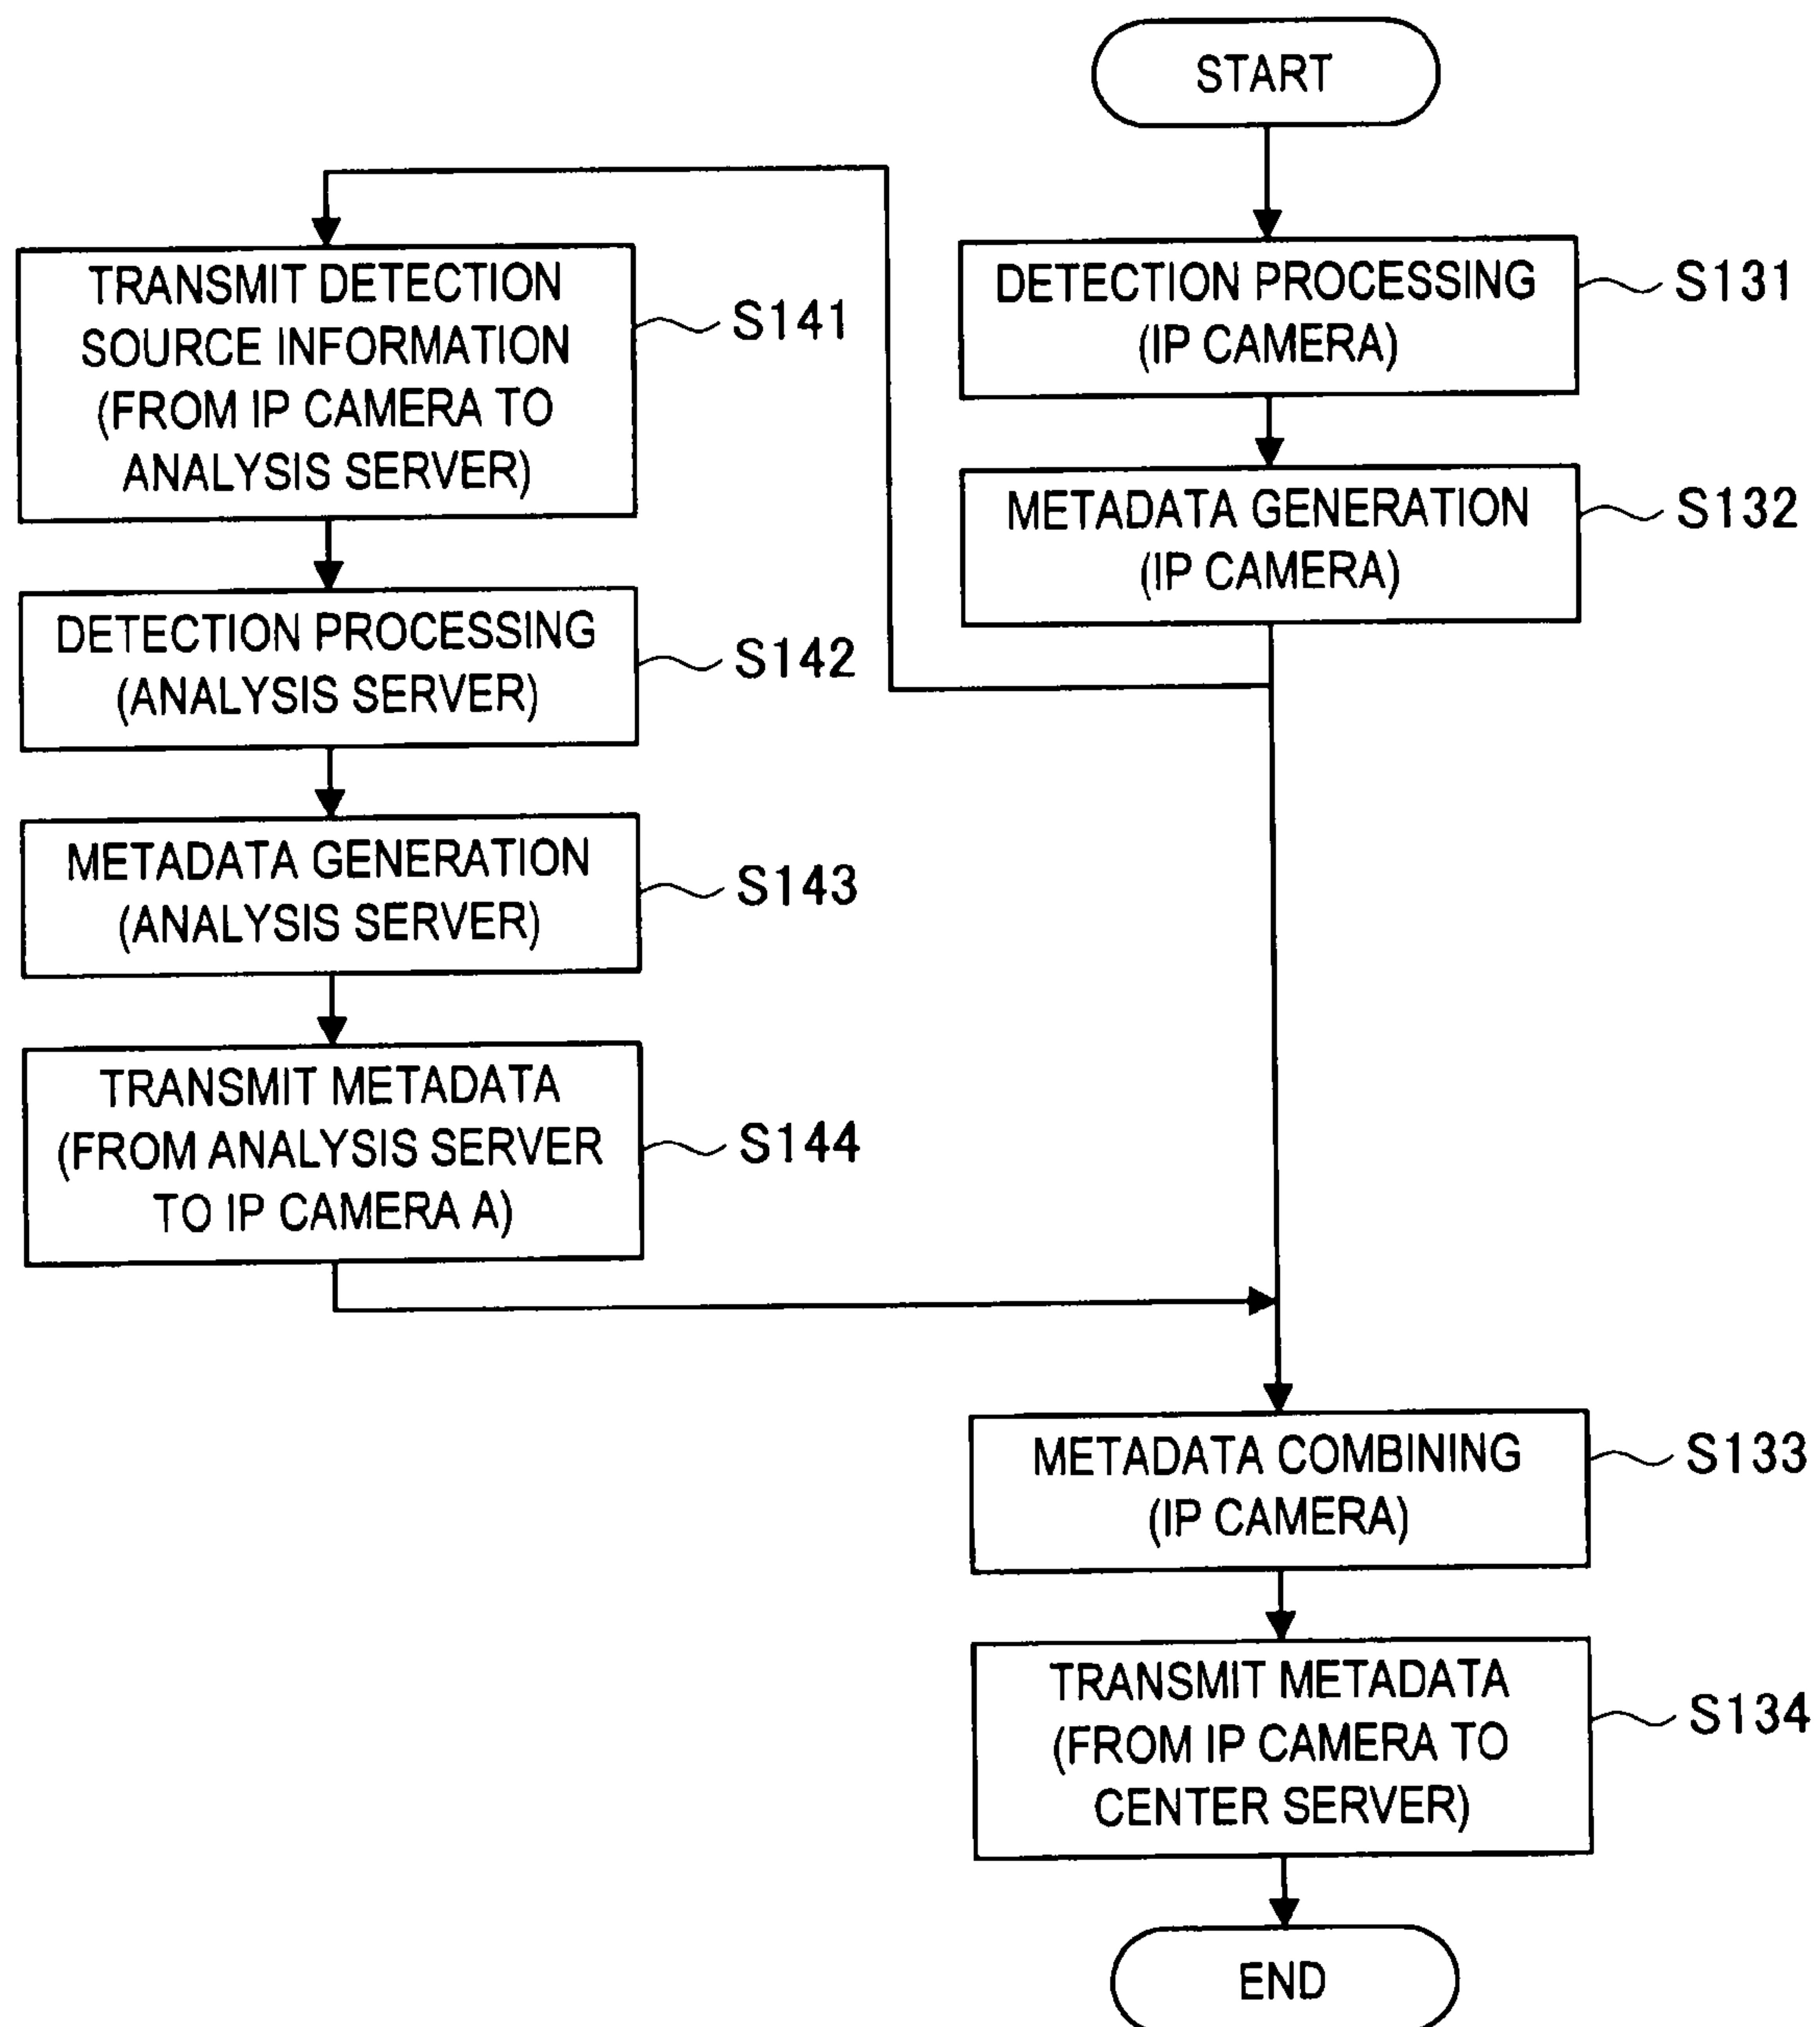 START
DETECTION PROCESSING
(IP CAMERA)
S131
METADATA GENERATION
(IP CAMERA)
S132
TRANSMIT DETECTION
SOURCE INFORMATION
(FROM IP CAMERA TO
ANALYSIS SERVER)
S141
DETECTION PROCESSING
(ANALYSIS SERVER)
S142
METADATA GENERATION
(ANALYSIS SERVER)
S143
TRANSMIT METADATA
(FROM ANALYSIS SERVER
TO IP CAMERA A)
S144
METADATA COMBINING
(IP CAMERA)
S133
TRANSMIT METADATA
(FROM IP CAMERA TO
CENTER SERVER)
S134
END